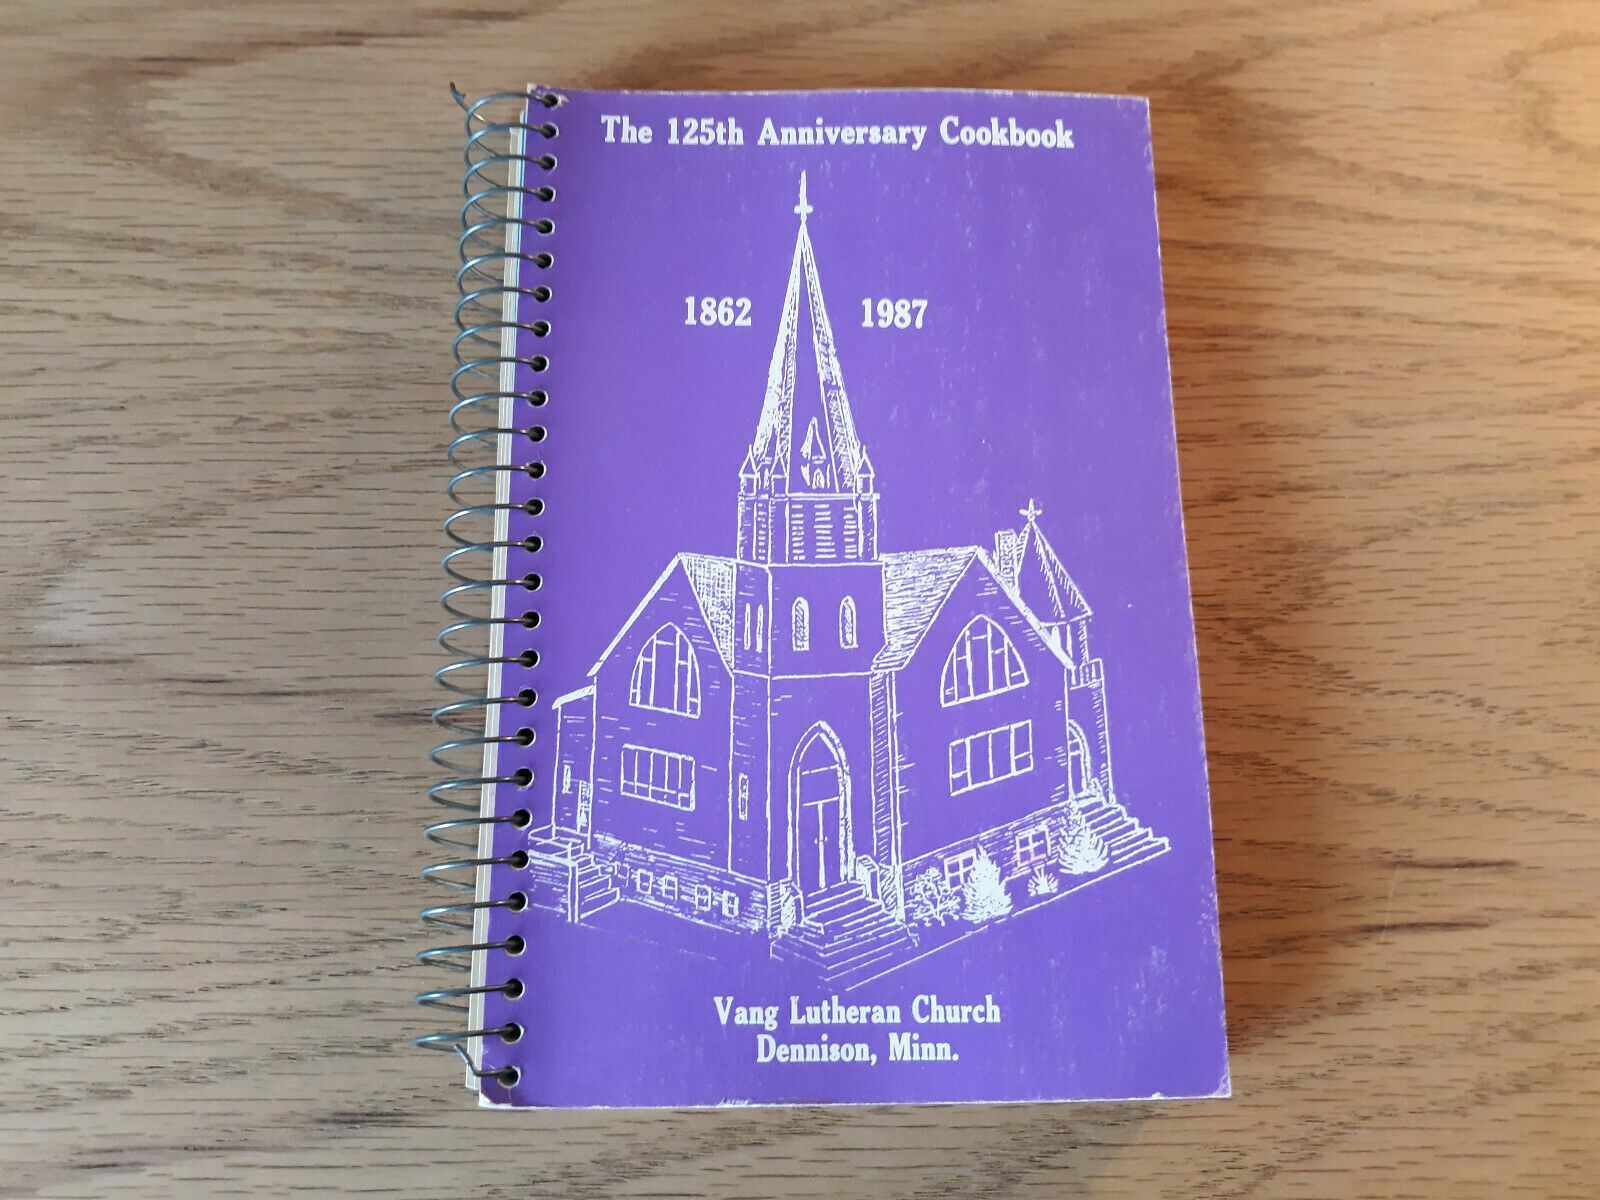 The 125th Anniversary Cookbook
1862 1987
Vang Lutheran Church
Dennison, Minn.